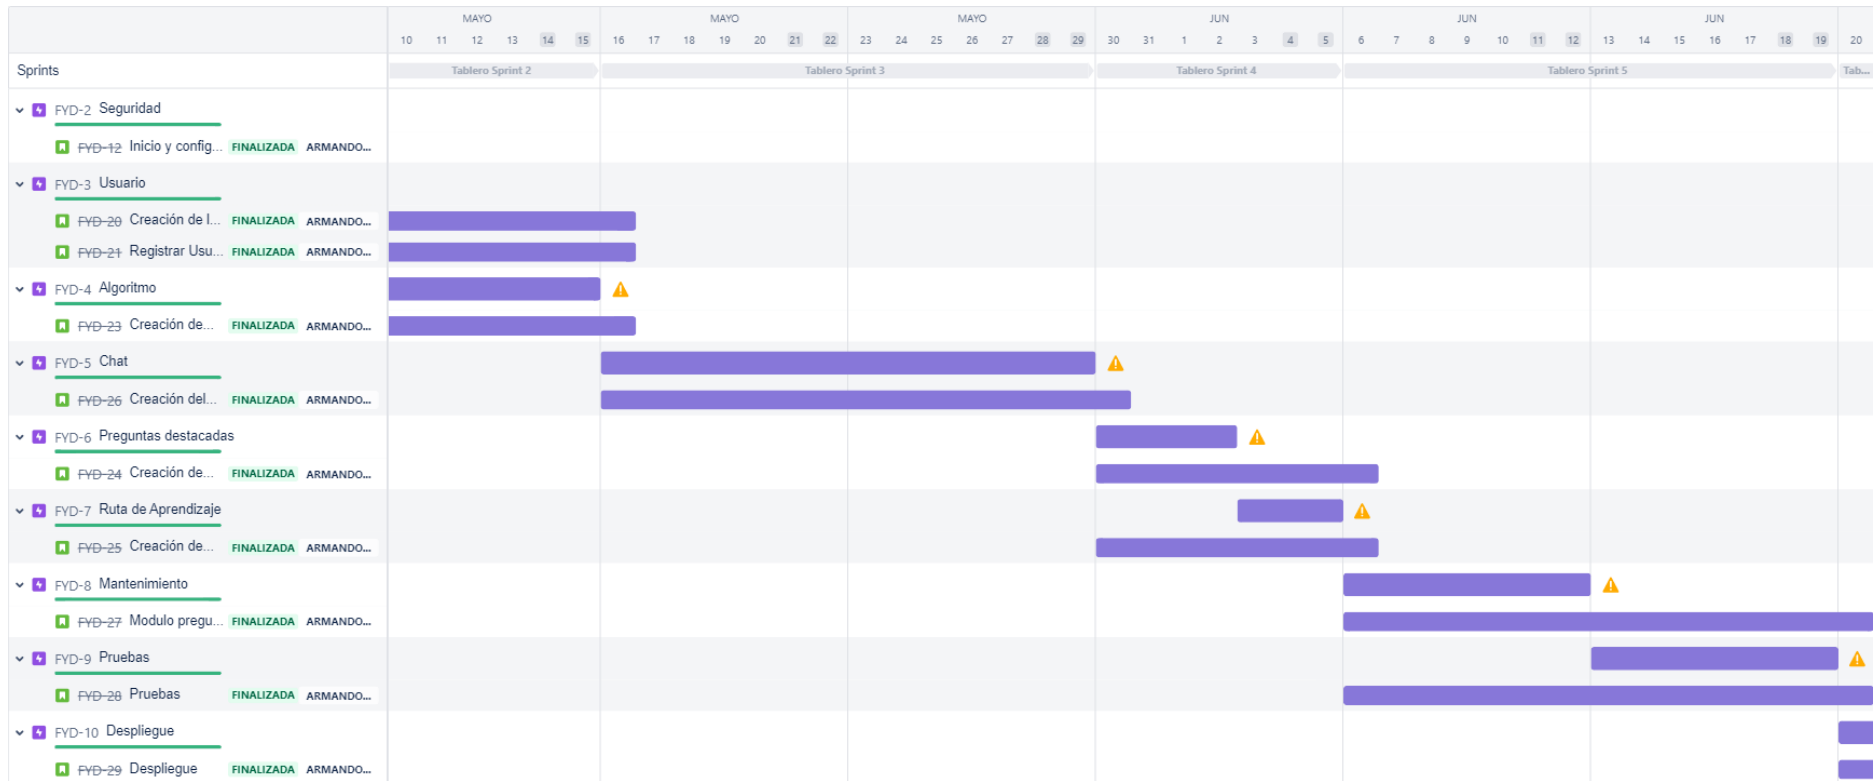 MAYO MAYO MAYO JUN JUN JUN
10 11 12 13 14 15 16 17 18 19 20 21 22 23 24 25 26 27 28 29 30 31 1 2 3 4 5 6 7 8 9 10 11 12 13 14 15 16 17 18 19 20
Sprints Tablero Sprint 2 Tablero Sprint 3 Tablero Sprint 4 Tablero Sprint 5 Tab...
FYD-2 Seguridad
FYD-12 Inicio y config... FINALIZADA ARMANDO...
FYD-3 Usuario
FYD-20 Creación de l... FINALIZADA ARMANDO...
FYD-21 Registrar Usu... FINALIZADA ARMANDO...
FYD-4 Algoritmo
FYD-23 Creación de... FINALIZADA ARMANDO...
FYD-5 Chat
FYD-26 Creación del... FINALIZADA ARMANDO...
FYD-6 Preguntas destacadas
FYD-24 Creación de... FINALIZADA ARMANDO...
FYD-7 Ruta de Aprendizaje
FYD-25 Creación de... FINALIZADA ARMANDO...
FYD-8 Mantenimiento
FYD-27 Modulo pregu... FINALIZADA ARMANDO...
FYD-9 Pruebas
FYD-28 Pruebas FINALIZADA ARMANDO...
FYD-10 Despliegue
FYD-29 Despliegue FINALIZADA ARMANDO...